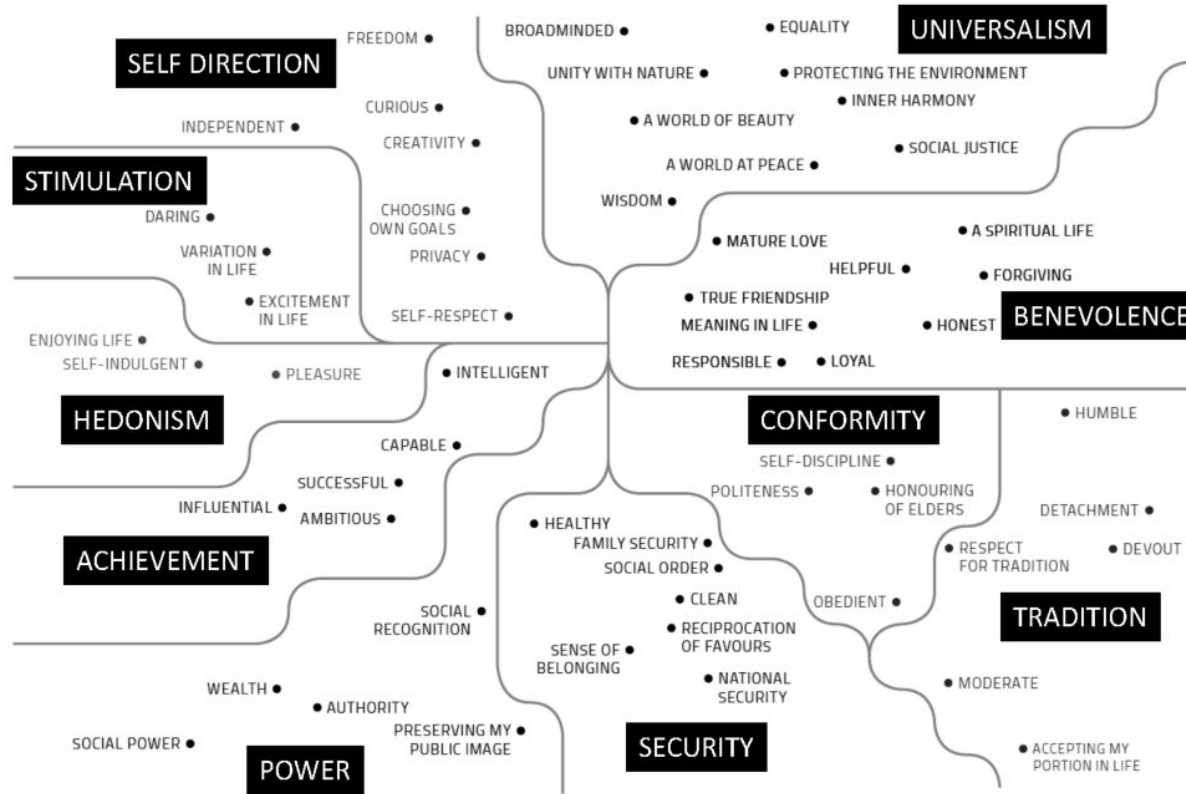 SELF DIRECTION
FREEDOM
CURIOUS
INDEPENDENT
CREATIVITY
CHOOSING
OWN GOALS
PRIVACY
SELF-RESPECT
UNIVERSALISM
BROADMINDED
EQUALITY
UNITY WITH NATURE
PROTECTING THE ENVIRONMENT
INNER HARMONY
A WORLD OF BEAUTY
SOCIAL JUSTICE
A WORLD AT PEACE
WISDOM
STIMULATION
DARING
VARIATION
IN LIFE
EXCITEMENT
IN LIFE
MATURE LOVE
A SPIRITUAL LIFE
HELPFUL
FORGIVING
TRUE FRIENDSHIP
MEANING IN LIFE
HONEST
BENEVOLENCE
RESPONSIBLE
LOYAL
ENJOYING LIFE
SELF-INDULGENT
PLEASURE
HEDONISM
INTELLIGENT
CAPABLE
SUCCESSFUL
INFLUENTIAL
AMBITIOUS
ACHIEVEMENT
CONFORMITY
SELF-DISCIPLINE
POLITENESS
HONOURING
OF ELDERS
OBEDIENT
HUMBLE
DETACHMENT
RESPECT
FOR TRADITION
DEVOUT
TRADITION
MODERATE
ACCEPTING MY
PORTION IN LIFE
HEALTHY
FAMILY SECURITY
SOCIAL ORDER
CLEAN
RECIPROCATION
OF FAVOURS
SENSE OF
BELONGING
NATIONAL
SECURITY
SECURITY
SOCIAL
RECOGNITION
WEALTH
AUTHORITY
PRESERVING MY
PUBLIC IMAGE
SOCIAL POWER
POWER